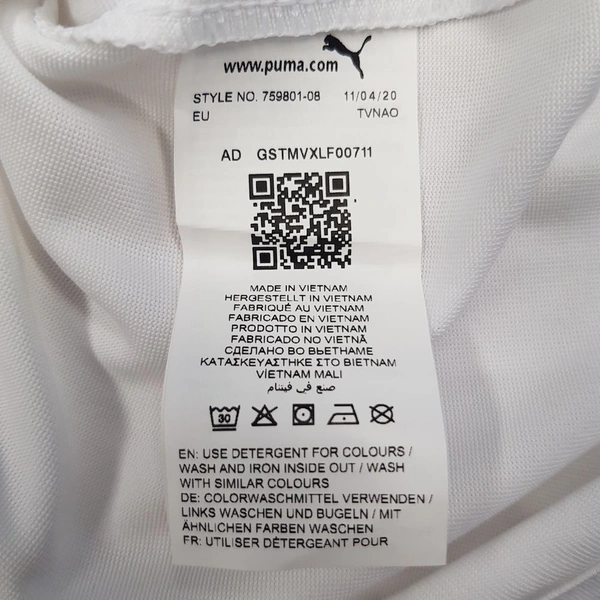 www.puma.com
STYLE NO. 759801-08 11/04/20
EU TVNAO
AD GSTMVXLF00711
MADE IN VIETNAM
HERGESTELLT IN VIETNAM
FABRIQUÉ AU VIETNAM
FABRICADO EN VIETNAM
PRODOTTO IN VIETNAM
FABRICADO NO VIETNÃ
СДЕЛАНО ВО ВЬЕТНАМЕ
ΚΑΤΑΣΚΕΥΑΣΤΗΚΕ ΣΤΟ ΒΙΕΤΝΑΜ
VİETNAM MALI
صنع في فيتنام
30
EN: USE DETERGENT FOR COLOURS /
WASH AND IRON INSIDE OUT / WASH
WITH SIMILAR COLOURS
DE: COLORWASCHMITTEL VERWENDEN /
LINKS WASCHEN UND BUGELN / MIT
ÄHNLICHEN FARBEN WASCHEN
FR: UTILISER DÉTERGENT POUR